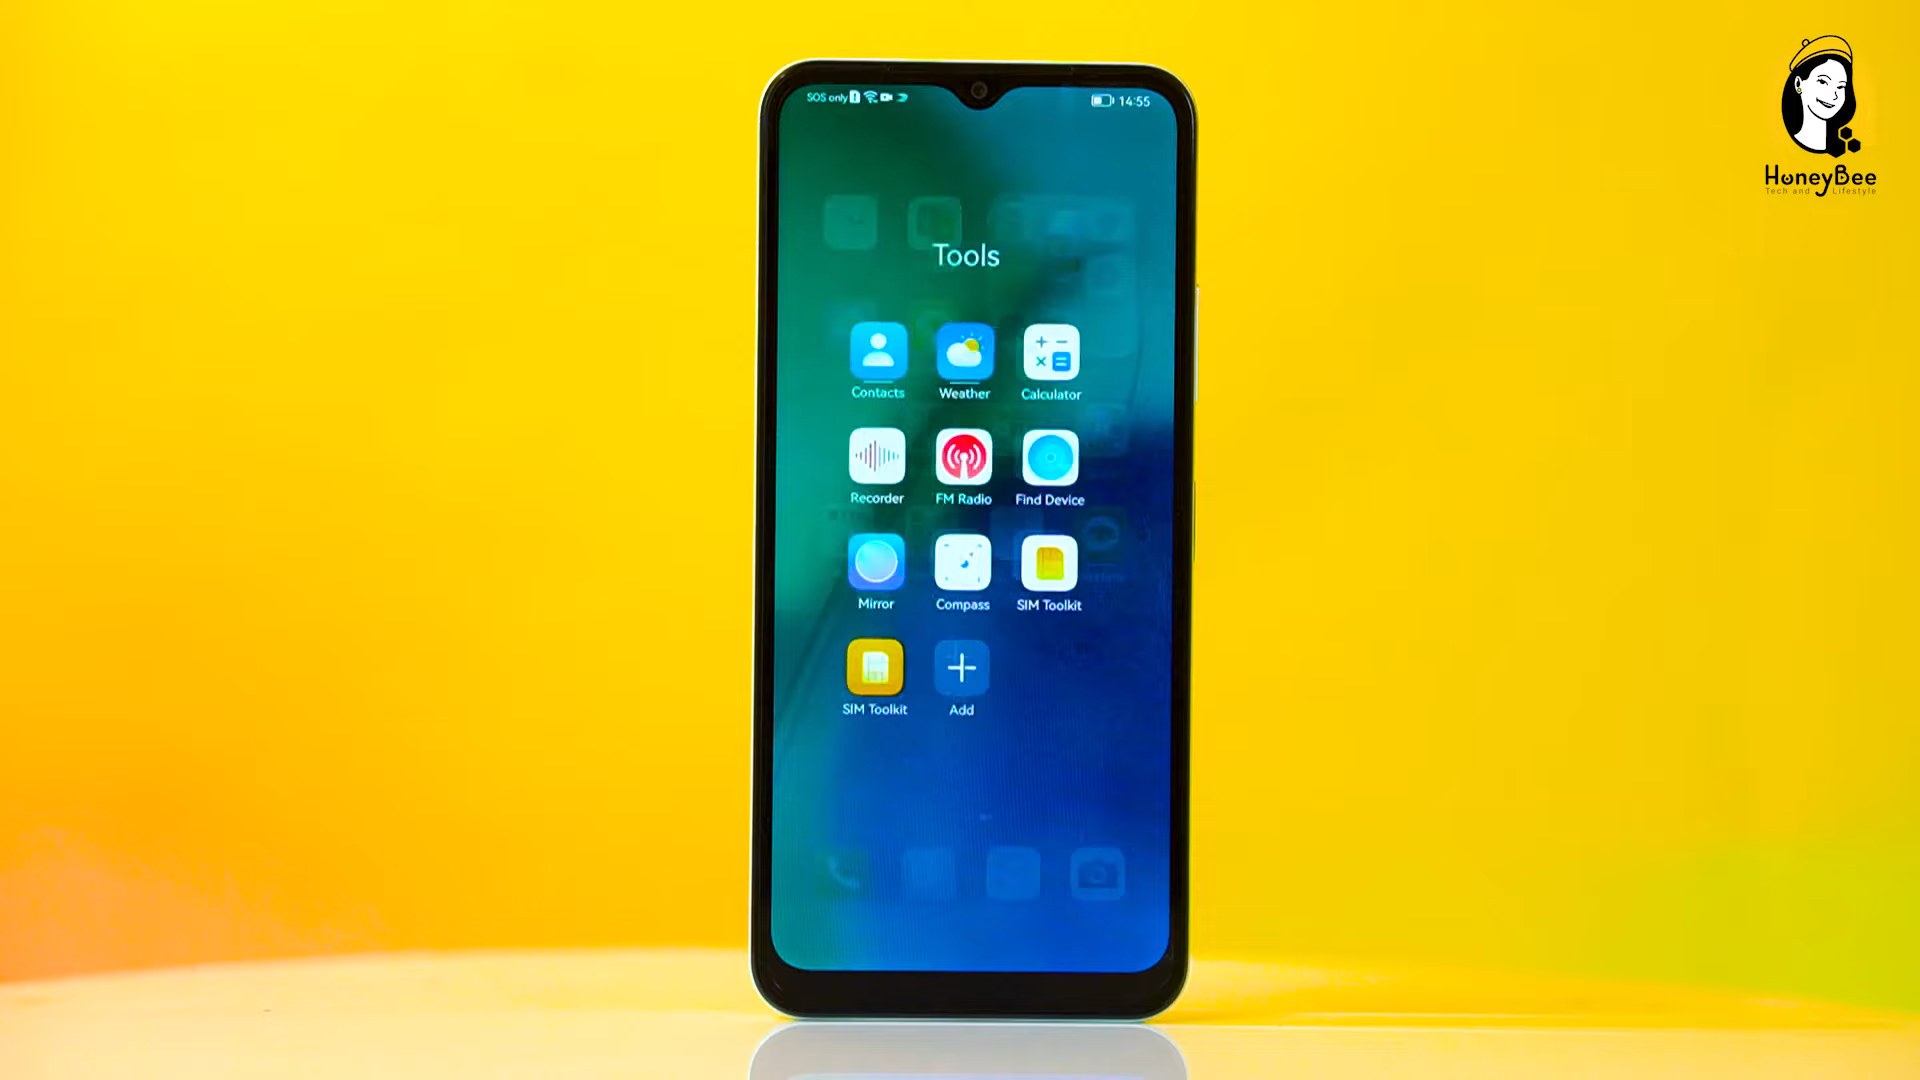 SOS only
14:55
Tools
Contacts Weather Calculator
Recorder FM Radio Find Device
Mirror Compass SIM Toolkit
SIM Toolkit Add
HoneyBee
Tech and Lifestyle